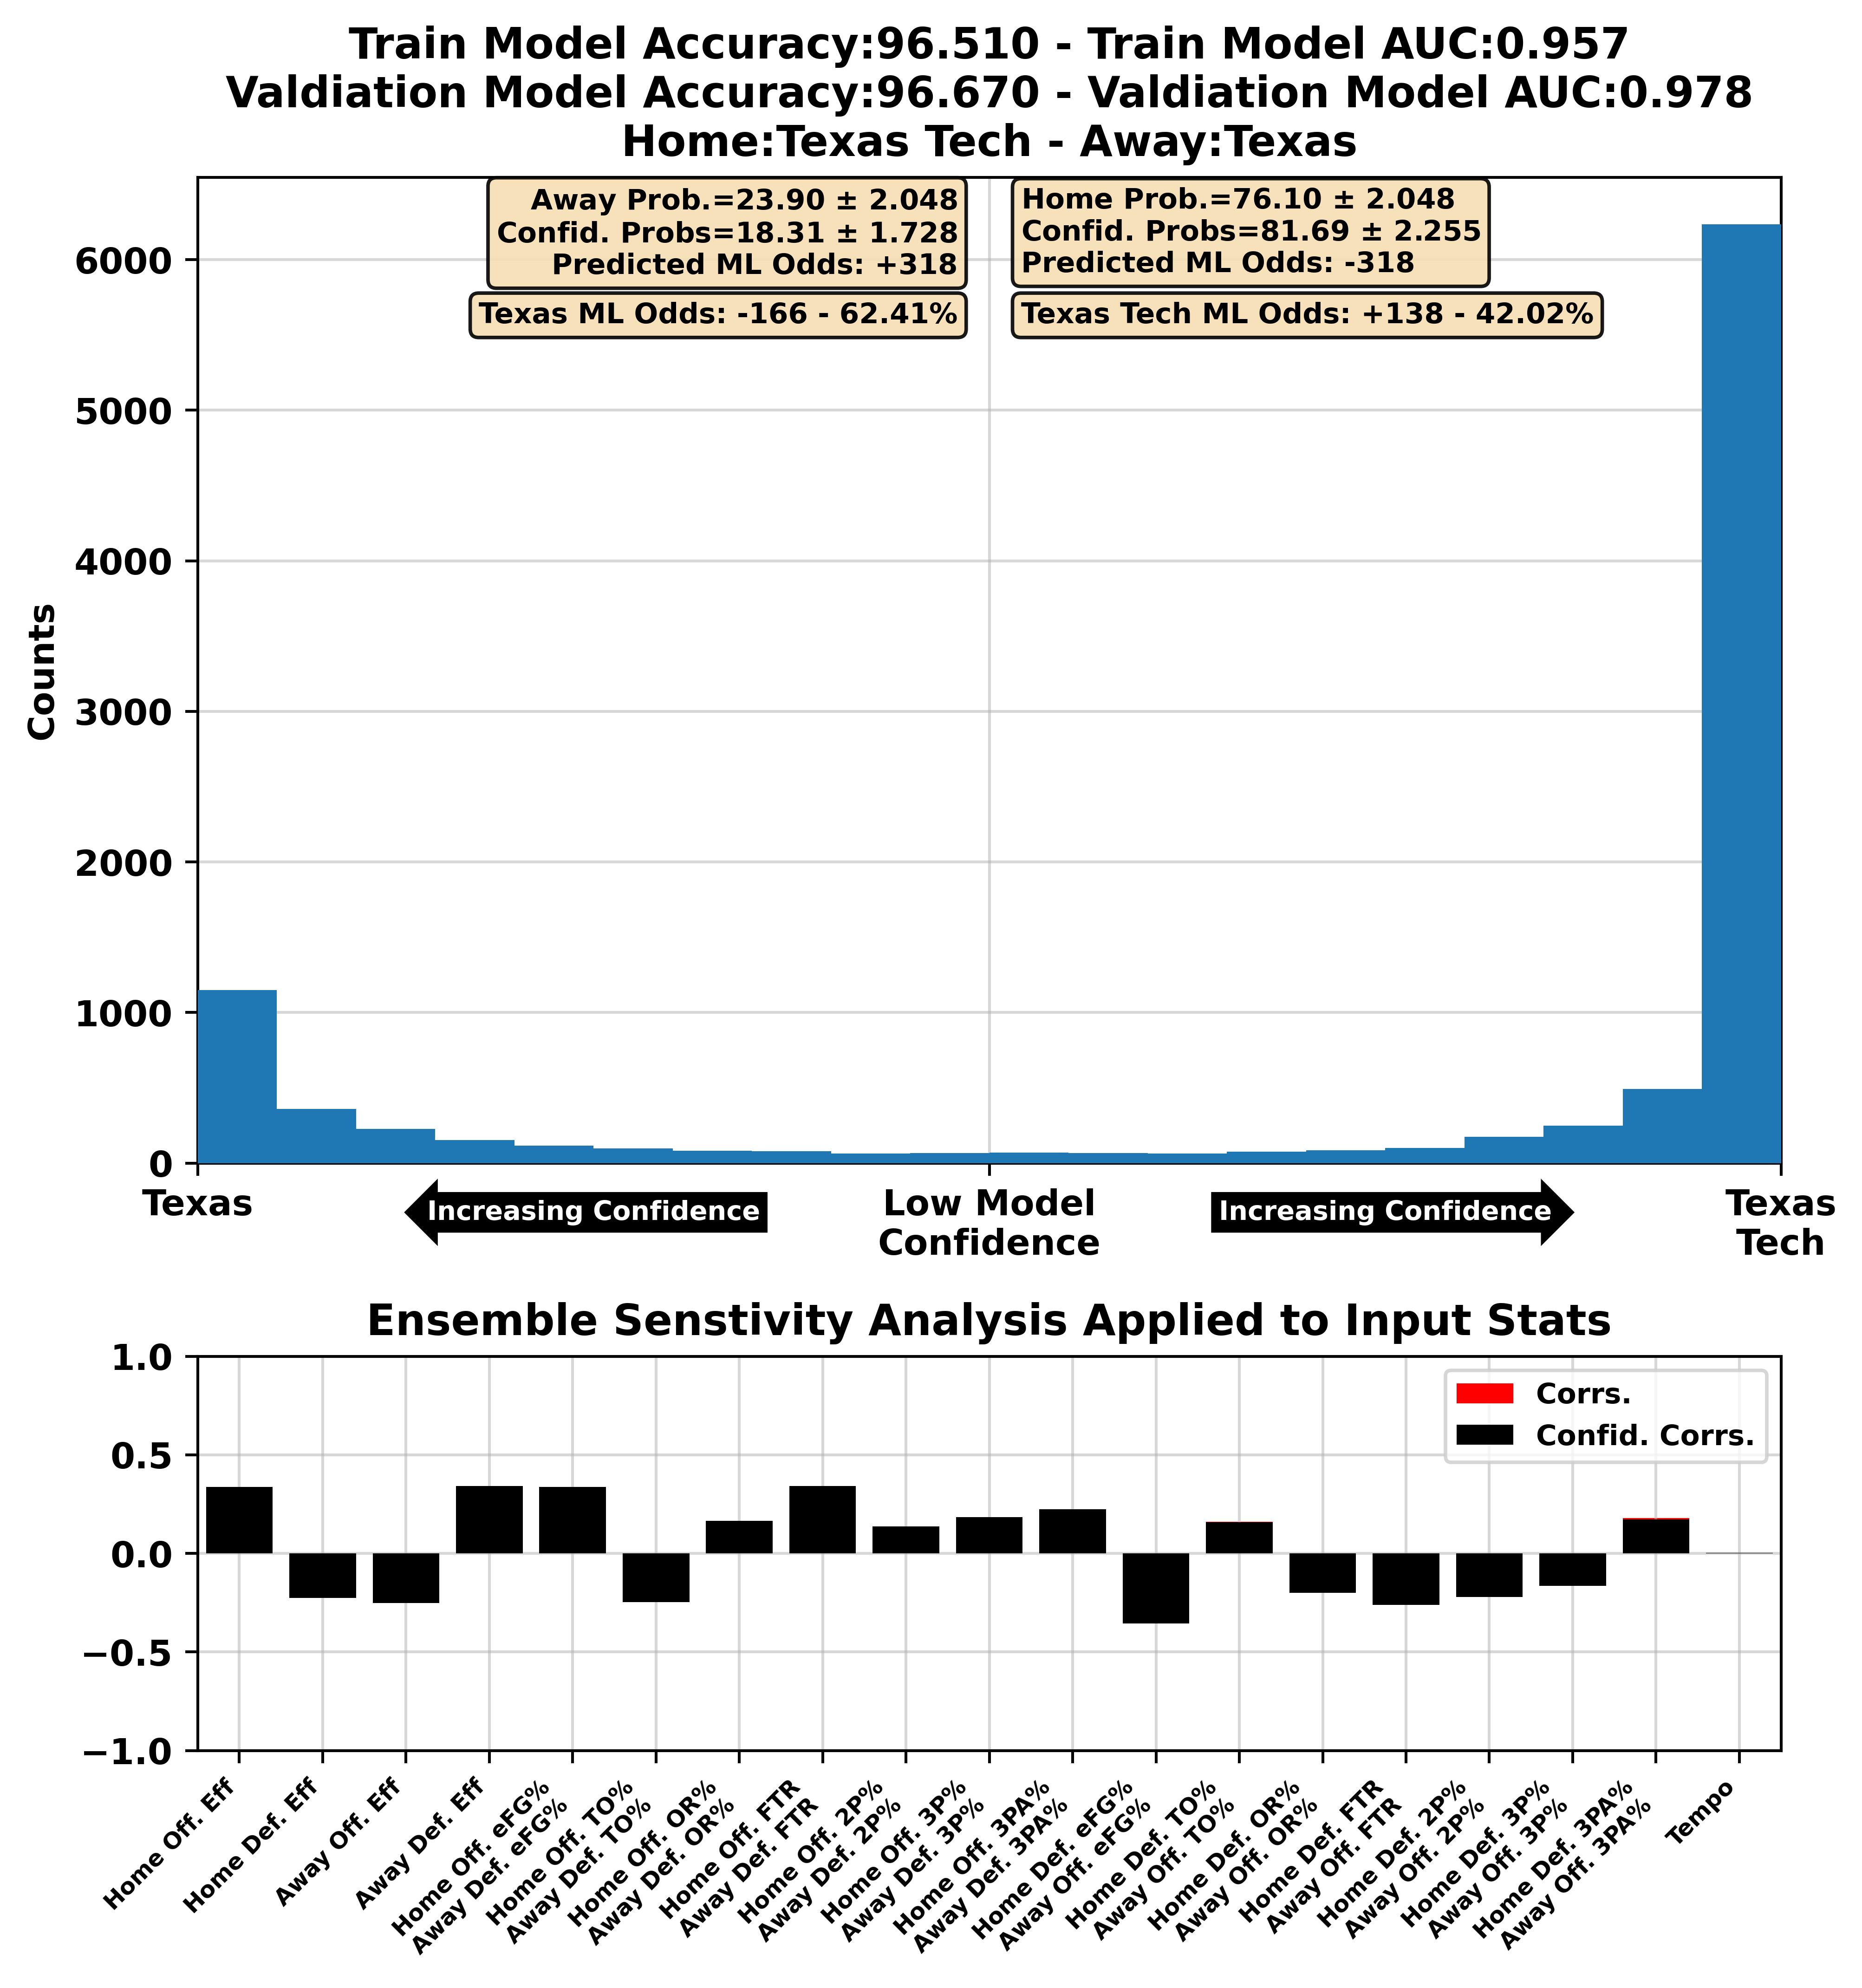 Train Model Accuracy:96.510 - Train Model AUC:0.957
Valdiation Model Accuracy:96.670 - Valdiation Model AUC:0.978
Home:Texas Tech - Away:Texas
Away Prob.=23.90 ± 2.048
Confid. Probs=18.31 ± 1.728
Predicted ML Odds: +318
Texas ML Odds: -166 - 62.41%
Home Prob.=76.10 ± 2.048
Confid. Probs=81.69 ± 2.255
Predicted ML Odds: -318
Texas Tech ML Odds: +138 - 42.02%
Counts
6000
5000
4000
3000
2000
1000
0
Texas
Increasing Confidence
Low Model
Confidence
Increasing Confidence
Texas
Tech
Ensemble Senstivity Analysis Applied to Input Stats
1.0
0.5
0.0
−0.5
−1.0
Corrs.
Confid. Corrs.
Home Off. Eff
Home Def. Eff
Away Off. Eff
Away Def. Eff
Home Off. eFG%
Away Def. eFG%
Home Off. TO%
Away Def. TO%
Home Off. OR%
Away Def. OR%
Home Off. FTR
Away Def. FTR
Home Off. 2P%
Away Def. 2P%
Home Off. 3P%
Away Def. 3P%
Home Off. 3PA%
Away Def. 3PA%
Home Def. eFG%
Away Off. eFG%
Home Def. TO%
Away Off. TO%
Home Def. OR%
Away Off. OR%
Home Def. FTR
Away Off. FTR
Home Def. 2P%
Away Off. 2P%
Home Def. 3P%
Away Off. 3P%
Home Def. 3PA%
Away Off. 3PA%
Tempo